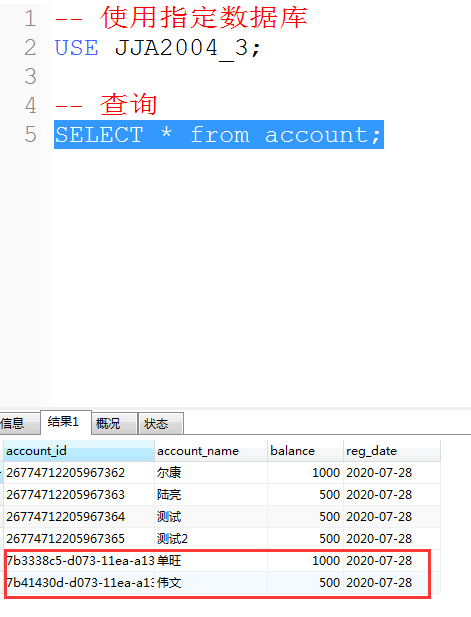 1 -- 使用指定数据库
2 USE JJA2004_3;
3
4 -- 查询
5 SELECT * from account;
信息 结果1 概况 状态
account_id account_name balance reg_date
26774712205967362 尔康 1000 2020-07-28
26774712205967363 陆亮 500 2020-07-28
26774712205967364 测试 500 2020-07-28
26774712205967365 测试2 500 2020-07-28
7b3338c5-d073-11ea-a13 单旺 1000 2020-07-28
7b41430d-d073-11ea-a13 伟文 500 2020-07-28